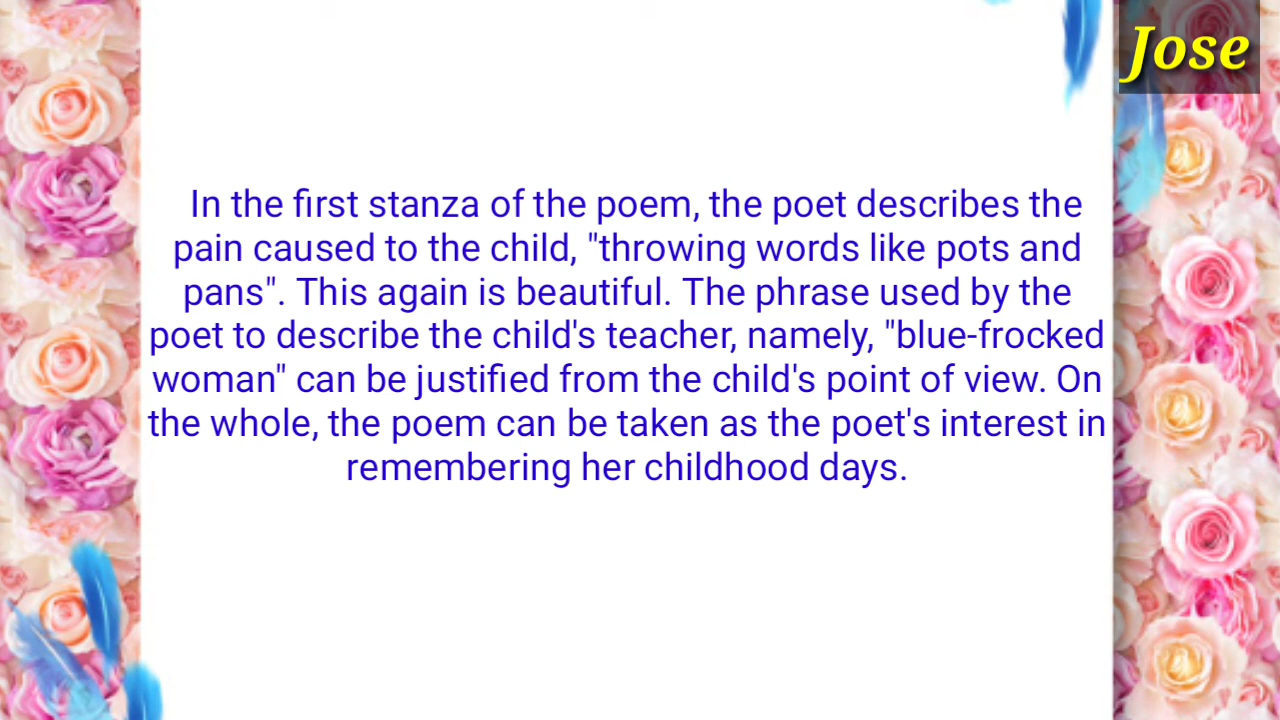 Jose
In the first stanza of the poem, the poet describes the
pain caused to the child, "throwing words like pots and
pans". This again is beautiful. The phrase used by the
poet to describe the child's teacher, namely, "blue-frocked
woman" can be justified from the child's point of view. On
the whole, the poem can be taken as the poet's interest in
remembering her childhood days.